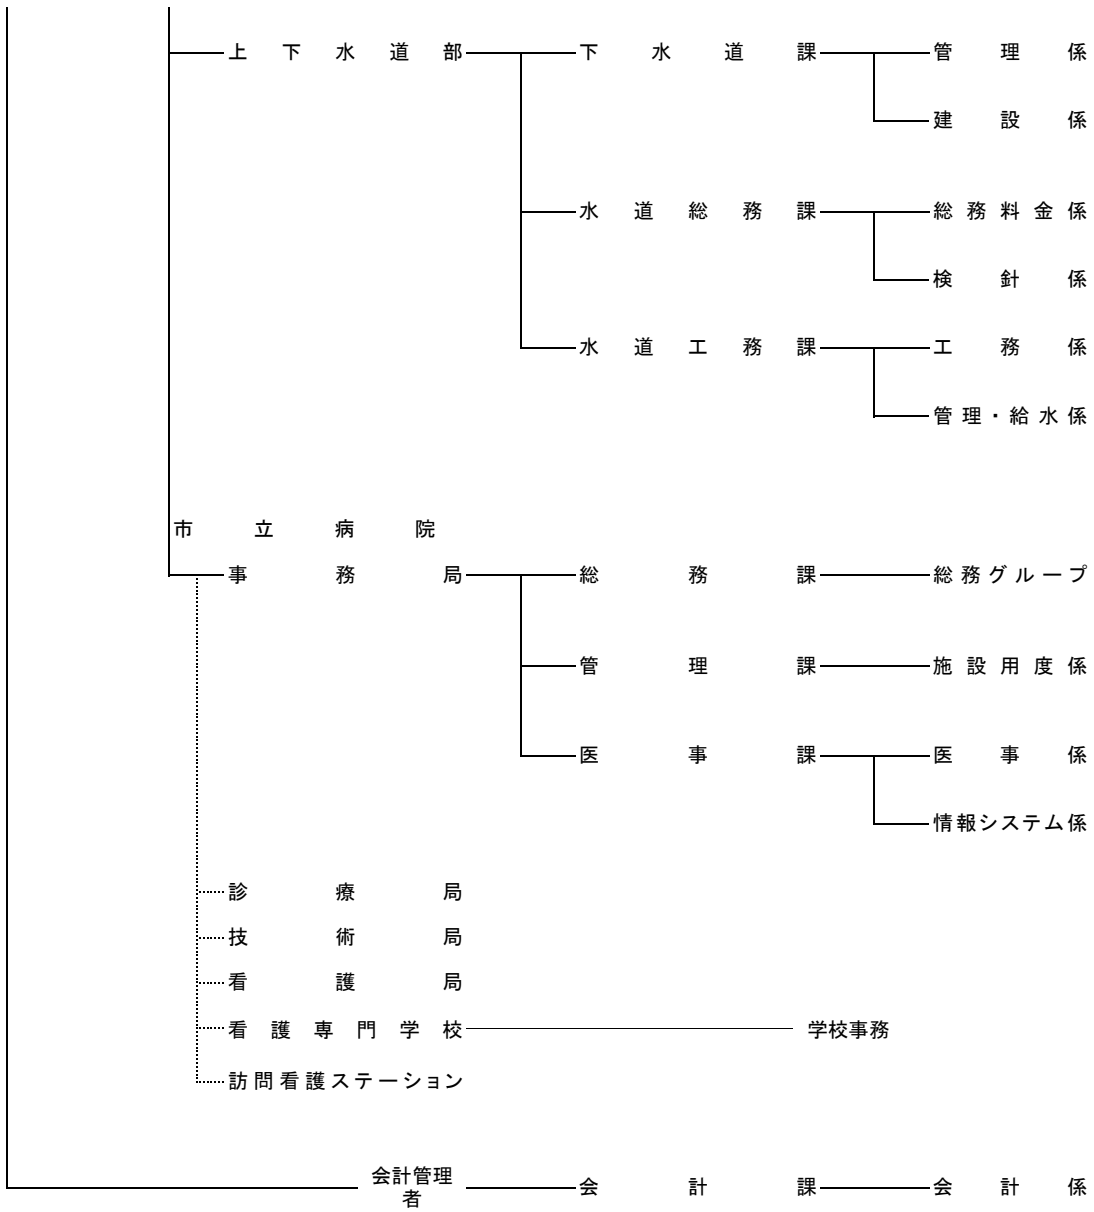 上下水道部 下水道課 管理係
建設係
水道総務課 総務料金係
検針係
水道工務課 工務係
管理・給水係
市立病院
事務局 総務課 総務グループ
管理課 施設用度係
医事課 医事係
情報システム係
診療局
技術局
看護局
看護専門学校 学校事務
訪問看護ステーション
会計管理
者 会計課 会計係